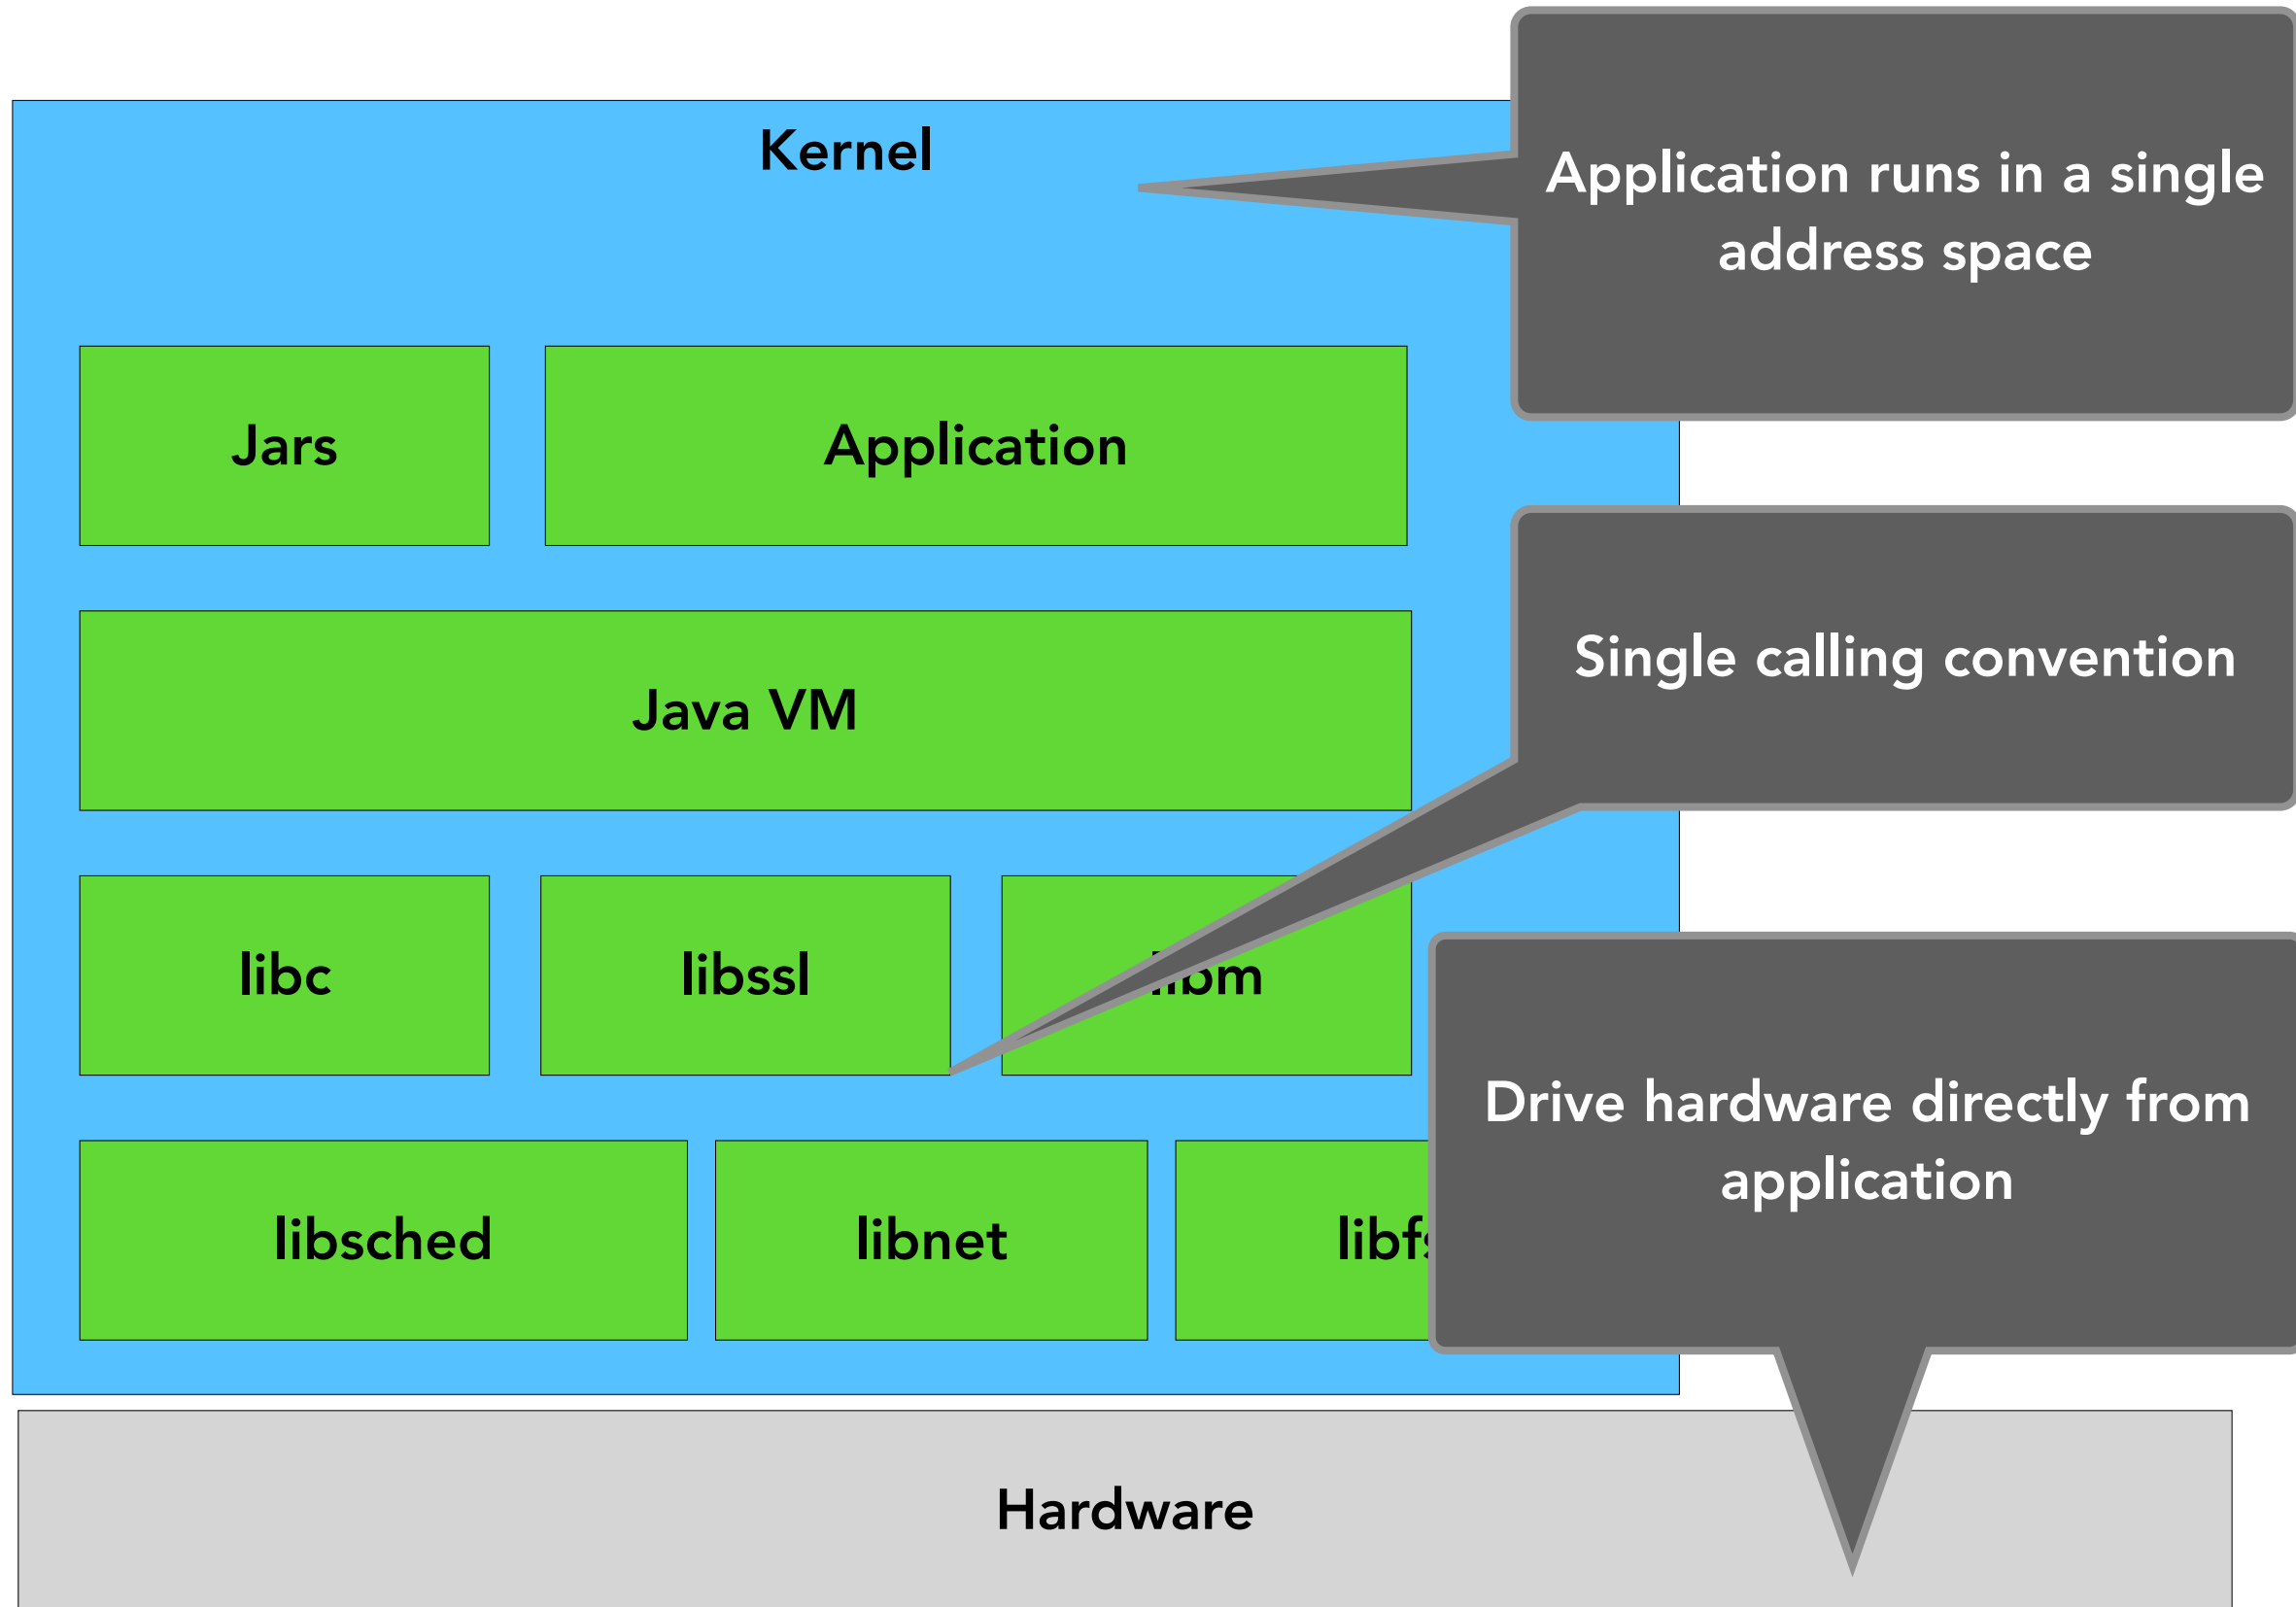 Kernel
Application runs in a single
address space
Jars
Application
Single calling convention
Java VM
libc
libssl
libm
Drive hardware directly from
application
libsched
libnet
Hardware